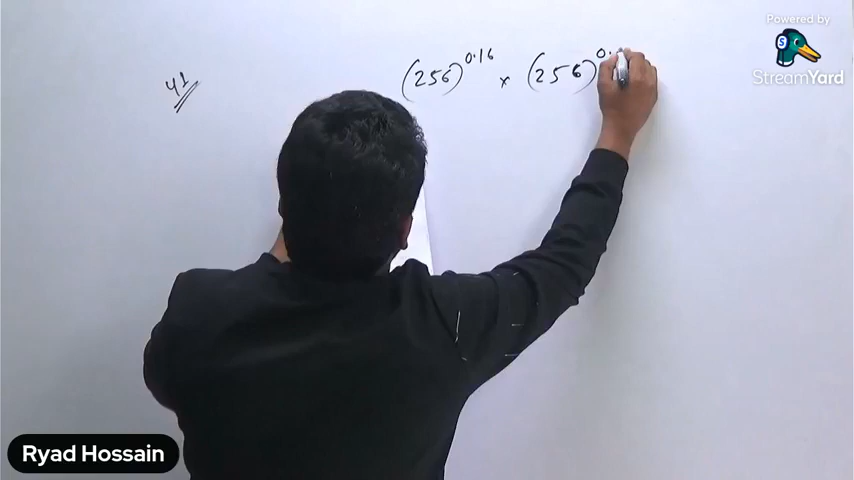 Powered by
StreamYard
41
(256)^0.16 × (256)^0.
Ryad Hossain